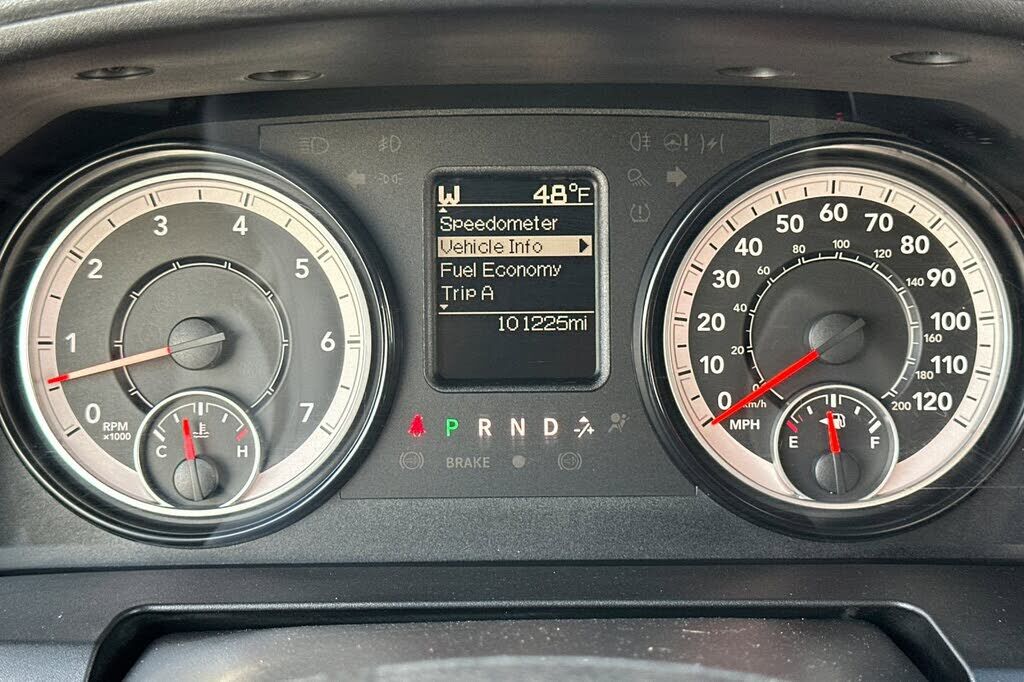 W 48°F
Speedometer
Vehicle Info
Fuel Economy
Trip A
101225mi
0 1 2 3 4 5 6 7
RPM
x1000
C H
P R N D
BRAKE
0 10 20 30 40 50 60 70 80 90 100 110 120
MPH
0 20 40 60 80 100 120 140 160 180 200
km/h
E F